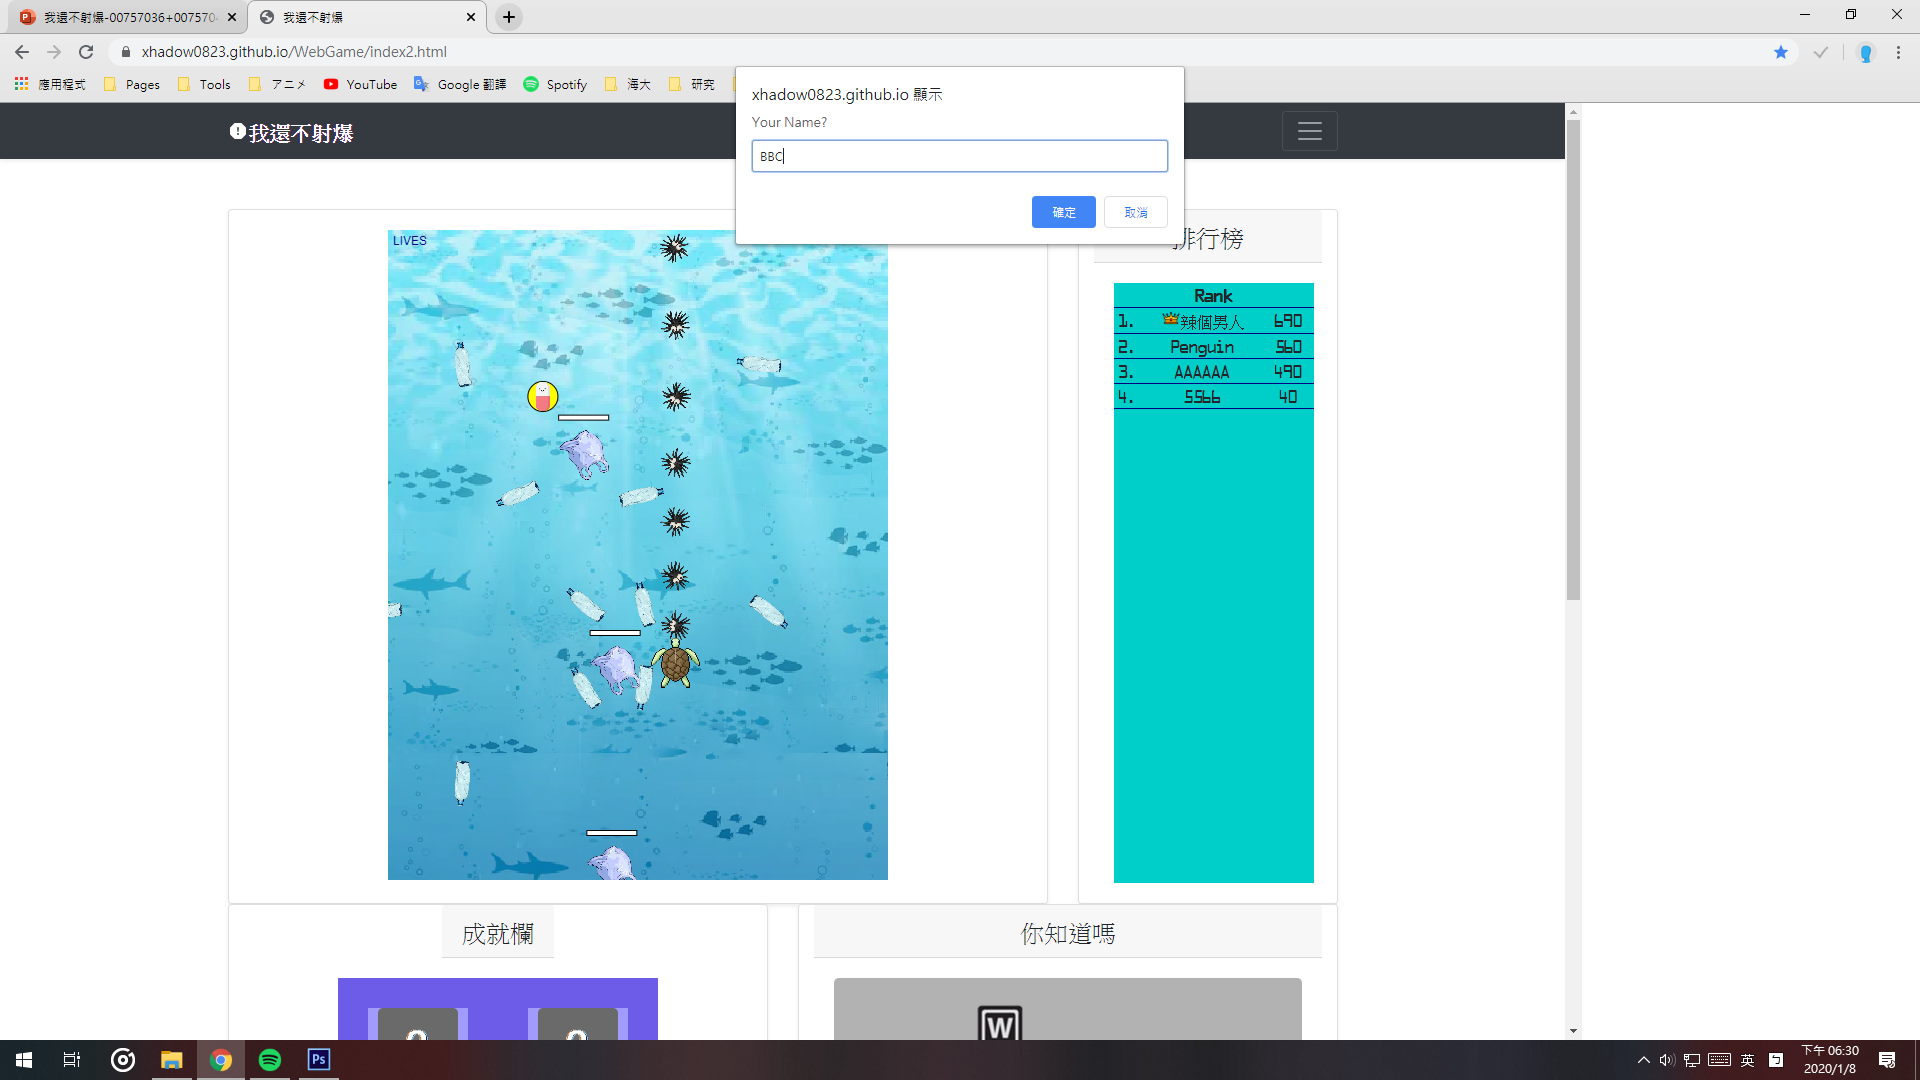 我還不射爆-00757036+007570
我還不射爆
xhadow0823.github.io/WebGame/index2.html
應用程式 Pages Tools アニメ YouTube Google 翻譯 Spotify 海大 研究
xhadow0823.github.io 顯示
Your Name?
BBC
確定 取消
我還不射爆
LIVES
排行榜
Rank
1. 辣個男人 690
2. Penguin 560
3. AAAAAA 490
4. 5566 40
成就欄
你知道嗎
W
Ps
英
下午 06:30
2020/1/8